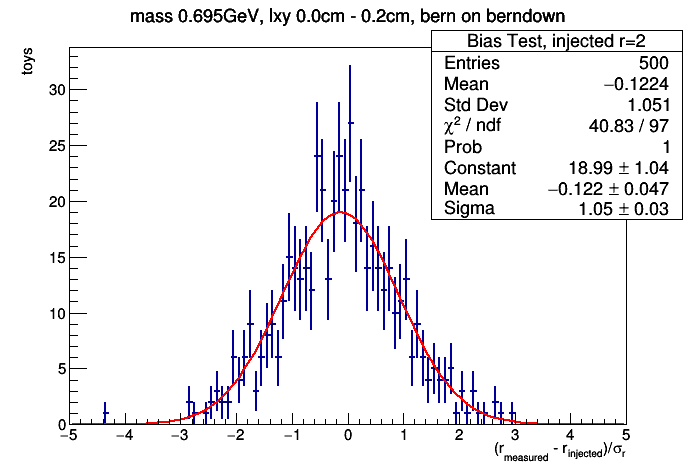 mass 0.695GeV, lxy 0.0cm - 0.2cm, bern on berndown
Bias Test, injected r=2
Entries 500
Mean −0.1224
Std Dev 1.051
χ² / ndf 40.83 / 97
Prob 1
Constant 18.99 ± 1.04
Mean −0.122 ± 0.047
Sigma 1.05 ± 0.03
toys
30
25
20
15
10
5
0
−5 −4 −3 −2 −1 0 1 2 3 4 5
(r_measured - r_injected)/σ_r